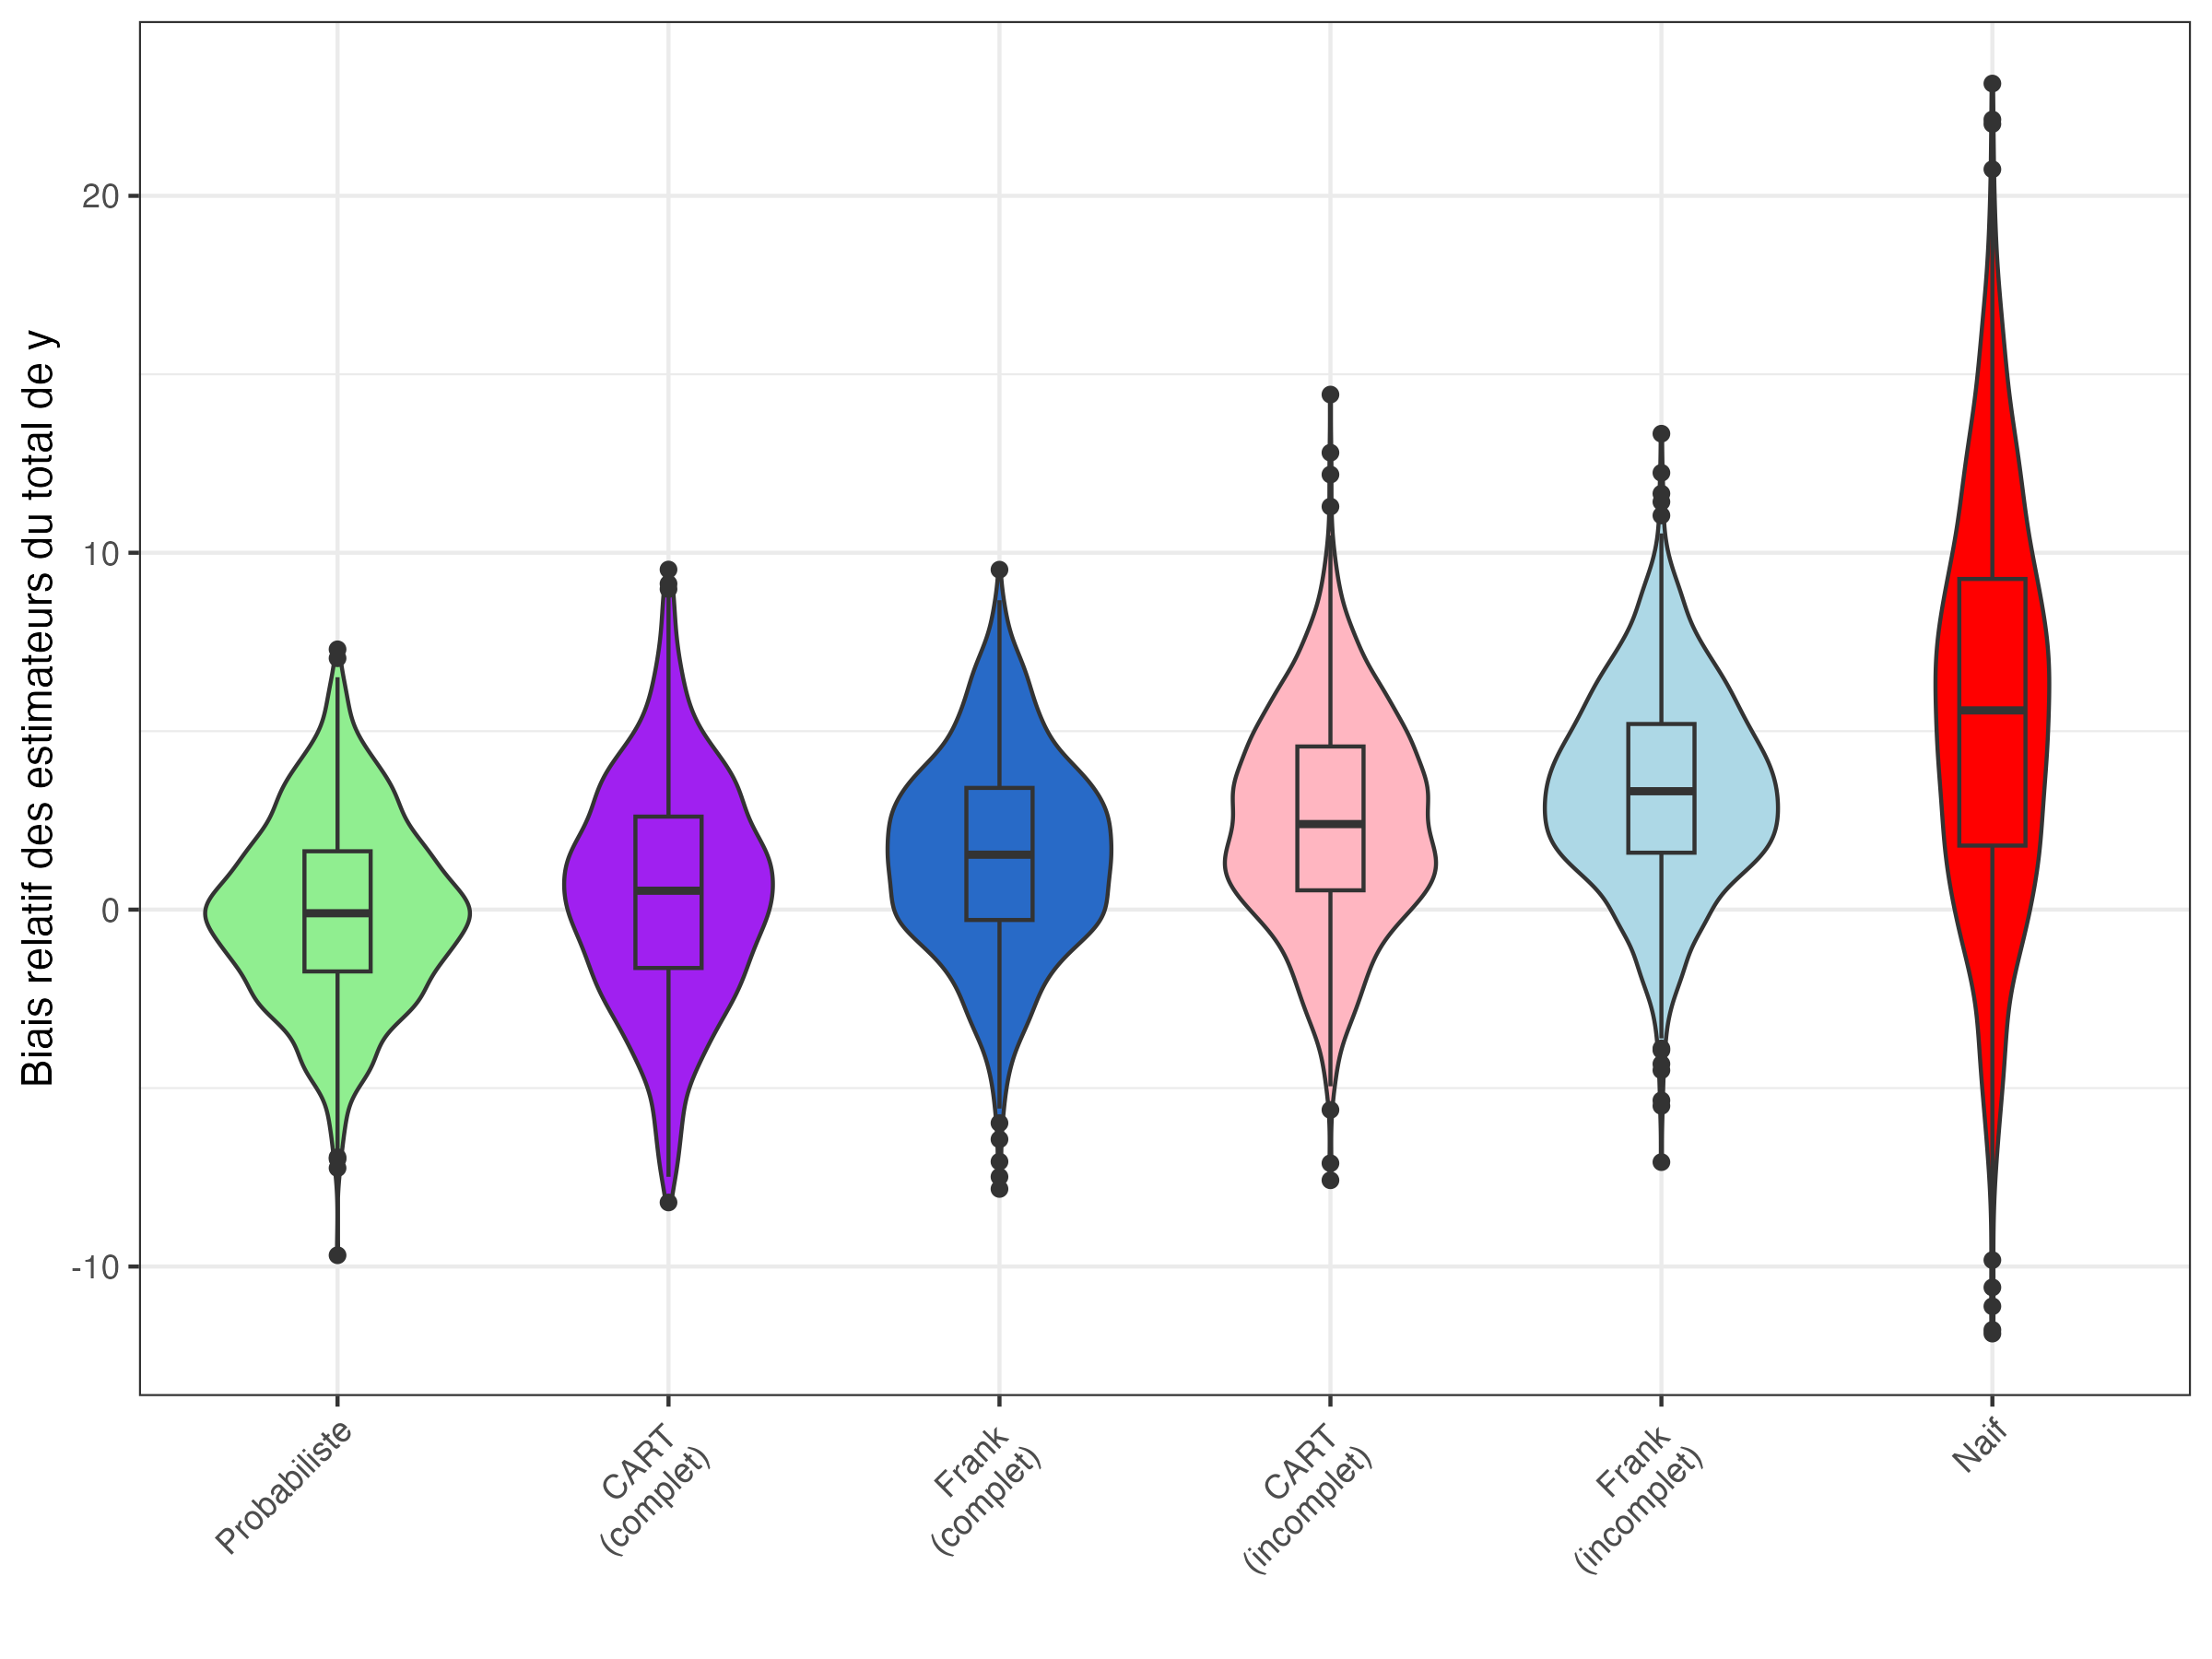 Biais relatif des estimateurs du total de y
20
10
0
-10
Probabiliste
CART
(complet)
Frank
(complet)
CART
(incomplet)
Frank
(incomplet)
Naif